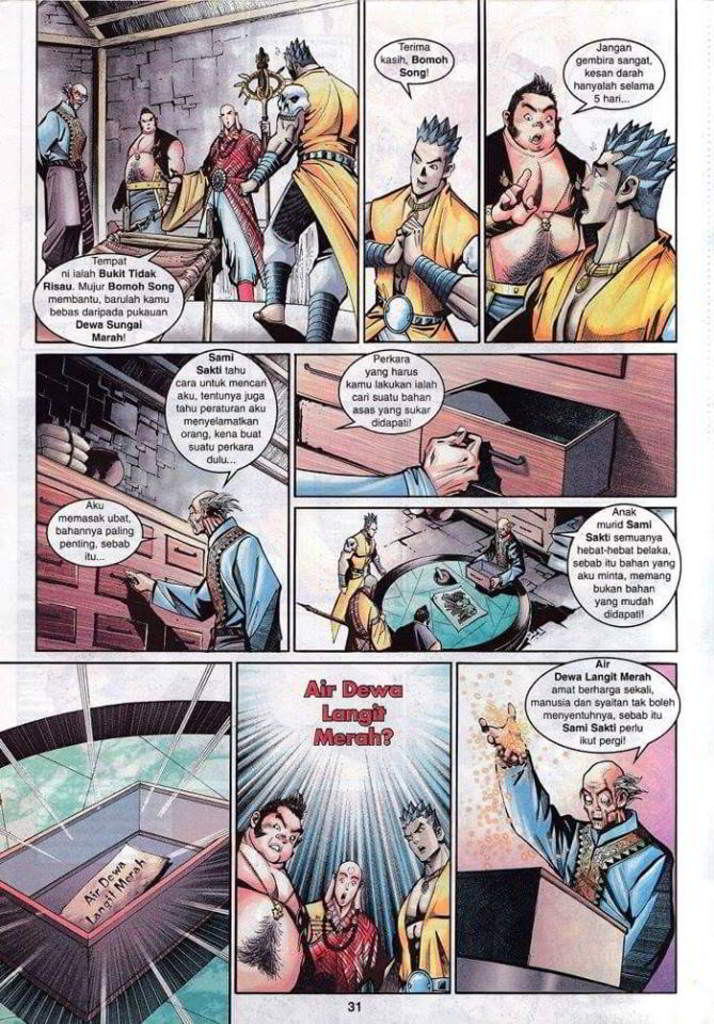 Tempat
ni ialah Bukit Tidak
Risau. Mujur Bomoh Song
membantu, barulah kamu
bebas daripada pukauan
Dewa Sungai
Marah!
Terima
kasih, Bomoh
Song!
Jangan
gembira sangat,
kesan darah
hanyalah selama
5 hari...
Sami
Sakti tahu
cara untuk mencari
aku, tentunya juga
tahu peraturan aku
menyelamatkan
orang, kena buat
suatu perkara
dulu...
Aku
memasak ubat,
bahannya paling
penting, sebab
itu...
Perkara
yang harus
kamu lakukan ialah
cari suatu bahan
asas yang sukar
didapati!
Anak
murid Sami
Sakti semuanya
hebat-hebat belaka,
sebab itu bahan yang
aku minta, memang
bukan bahan
yang mudah
didapati!
Air Dewa
Langit Merah
Air Dewa
Langit
Merah?
Air
Dewa Langit Merah
amat berharga sekali,
manusia dan syaitan tak boleh
menyentuhnya, sebab itu
Sami Sakti perlu
ikut pergi!
31